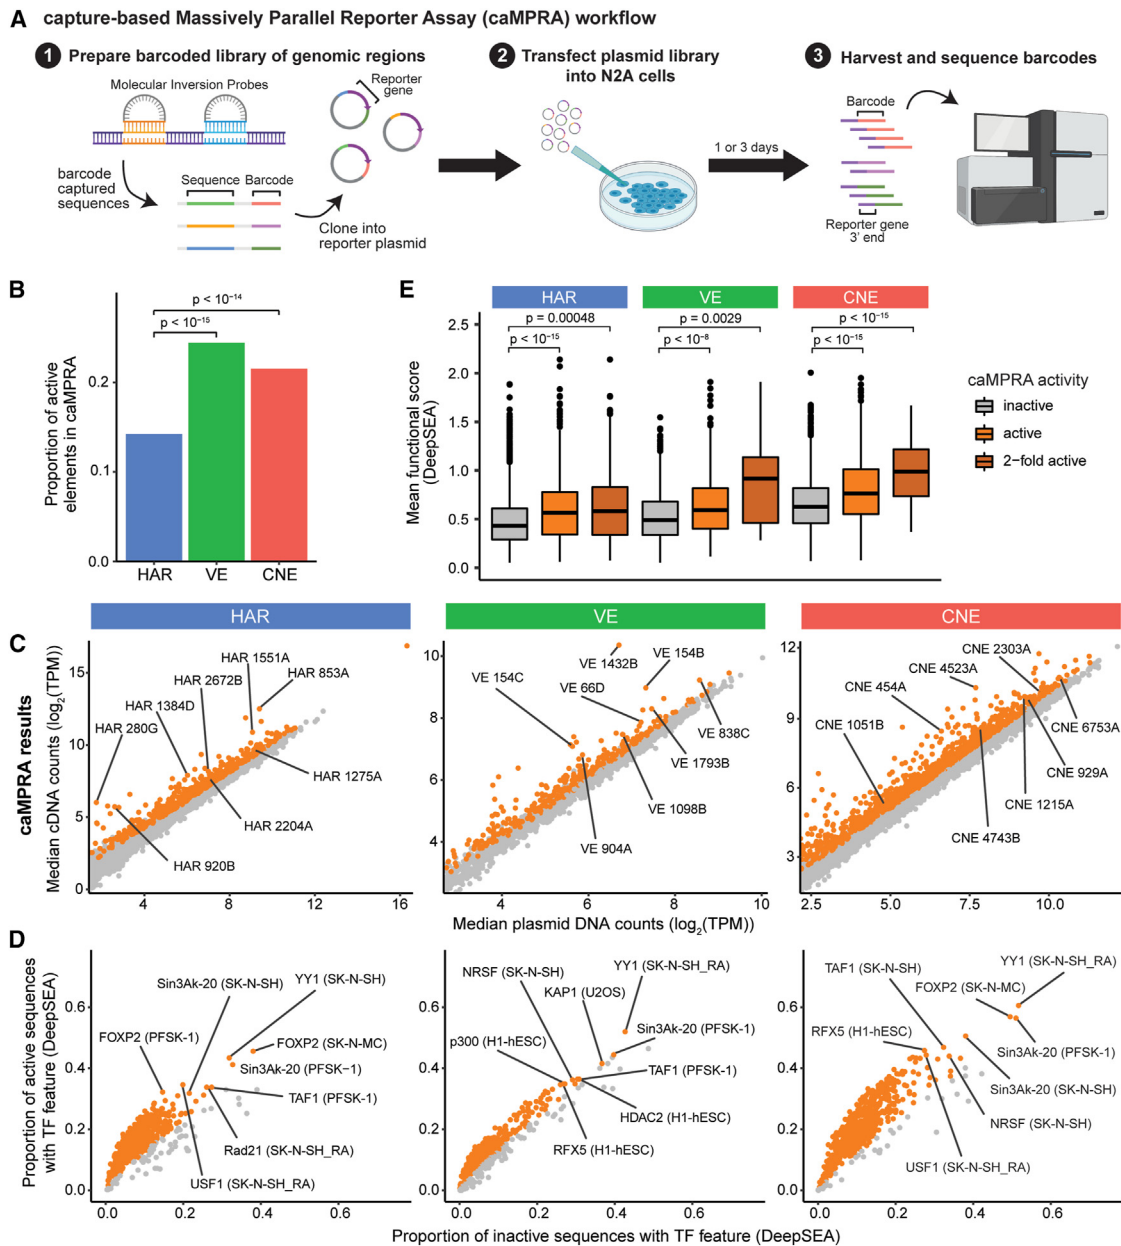 A capture-based Massively Parallel Reporter Assay (caMPRA) workflow
1 Prepare barcoded library of genomic regions
Molecular Inversion Probes
Reporter
gene
barcode
captured
sequences
Sequence
Barcode
Clone into
reporter plasmid
2 Transfect plasmid library
into N2A cells
1 or 3 days
3 Harvest and sequence barcodes
Barcode
Reporter gene
3' end
B
Proportion of active
elements in caMPRA
0.2
0.1
0.0
p < 10⁻¹⁴
p < 10⁻¹⁵
HAR
VE
CNE
E
HAR
VE
CNE
Mean functional score
(DeepSEA)
2.5
2.0
1.5
1.0
0.5
0.0
p = 0.00048
p < 10⁻¹⁵
p = 0.0029
p < 10⁻⁸
p < 10⁻¹⁵
p < 10⁻¹⁵
caMPRA activity
inactive
active
2−fold active
C
caMPRA results
Median cDNA counts (log₂(TPM))
HAR
15
10
5
0
4
8
12
16
HAR 1551A
HAR 853A
HAR 2672B
HAR 1384D
HAR 280G
HAR 1275A
HAR 2204A
HAR 920B
VE
10
8
6
4
4
6
8
10
VE 1432B
VE 154B
VE 154C
VE 66D
VE 838C
VE 1793B
VE 1098B
VE 904A
CNE
12
9
6
3
2.5
5.0
7.5
10.0
CNE 2303A
CNE 4523A
CNE 454A
CNE 1051B
CNE 6753A
CNE 929A
CNE 1215A
CNE 4743B
Median plasmid DNA counts (log₂(TPM))
D
Proportion of active sequences
with TF feature (DeepSEA)
0.6
0.4
0.2
0.0
0.0
0.2
0.4
0.6
Sin3Ak-20 (SK-N-SH)
YY1 (SK-N-SH)
FOXP2 (PFSK-1)
FOXP2 (SK-N-MC)
Sin3Ak-20 (PFSK−1)
TAF1 (PFSK-1)
Rad21 (SK-N-SH_RA)
USF1 (SK-N-SH_RA)
0.6
0.4
0.2
0.0
0.0
0.2
0.4
0.6
NRSF (SK-N-SH)
YY1 (SK-N-SH_RA)
KAP1 (U2OS)
Sin3Ak-20 (PFSK-1)
p300 (H1-hESC)
TAF1 (PFSK-1)
HDAC2 (H1-hESC)
RFX5 (H1-hESC)
0.6
0.4
0.2
0.0
0.0
0.2
0.4
0.6
TAF1 (SK-N-SH)
YY1 (SK-N-SH_RA)
FOXP2 (SK-N-MC)
RFX5 (H1-hESC)
Sin3Ak-20 (PFSK-1)
Sin3Ak-20 (SK-N-SH)
NRSF (SK-N-SH)
USF1 (SK-N-SH_RA)
Proportion of inactive sequences with TF feature (DeepSEA)